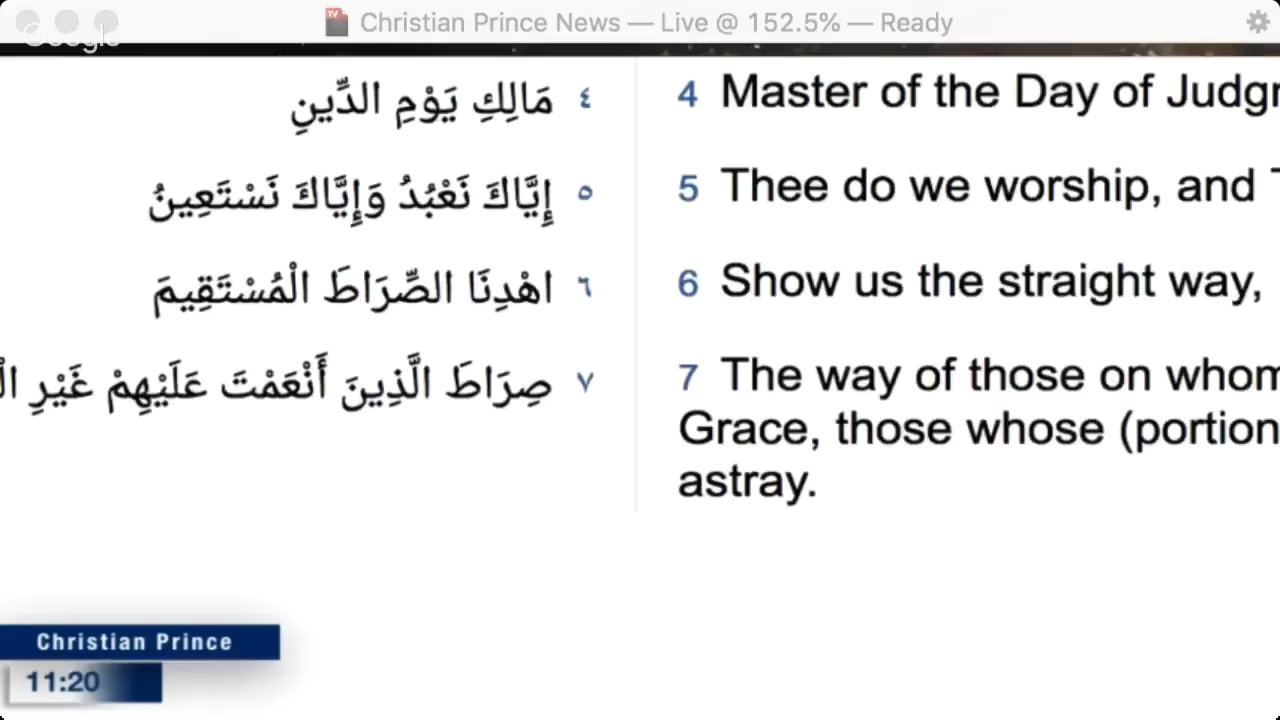 Christian Prince News — Live @ 152.5% — Ready
Google
٤ مَالِكِ يَوْمِ الدِّينِ
4 Master of the Day of
٥ إِيَّاكَ نَعْبُدُ وَإِيَّاكَ نَسْتَعِينُ
5 Thee do we worship, and
٦ اهْدِنَا الصِّرَاطَ الْمُسْتَقِيمَ
6 Show us the straight way,
٧ صِرَاطَ الَّذِينَ أَنْعَمْتَ عَلَيْهِمْ غَيْرِ
7 The way of those on whom
Grace, those whose (portion
astray.
Christian Prince
11:20